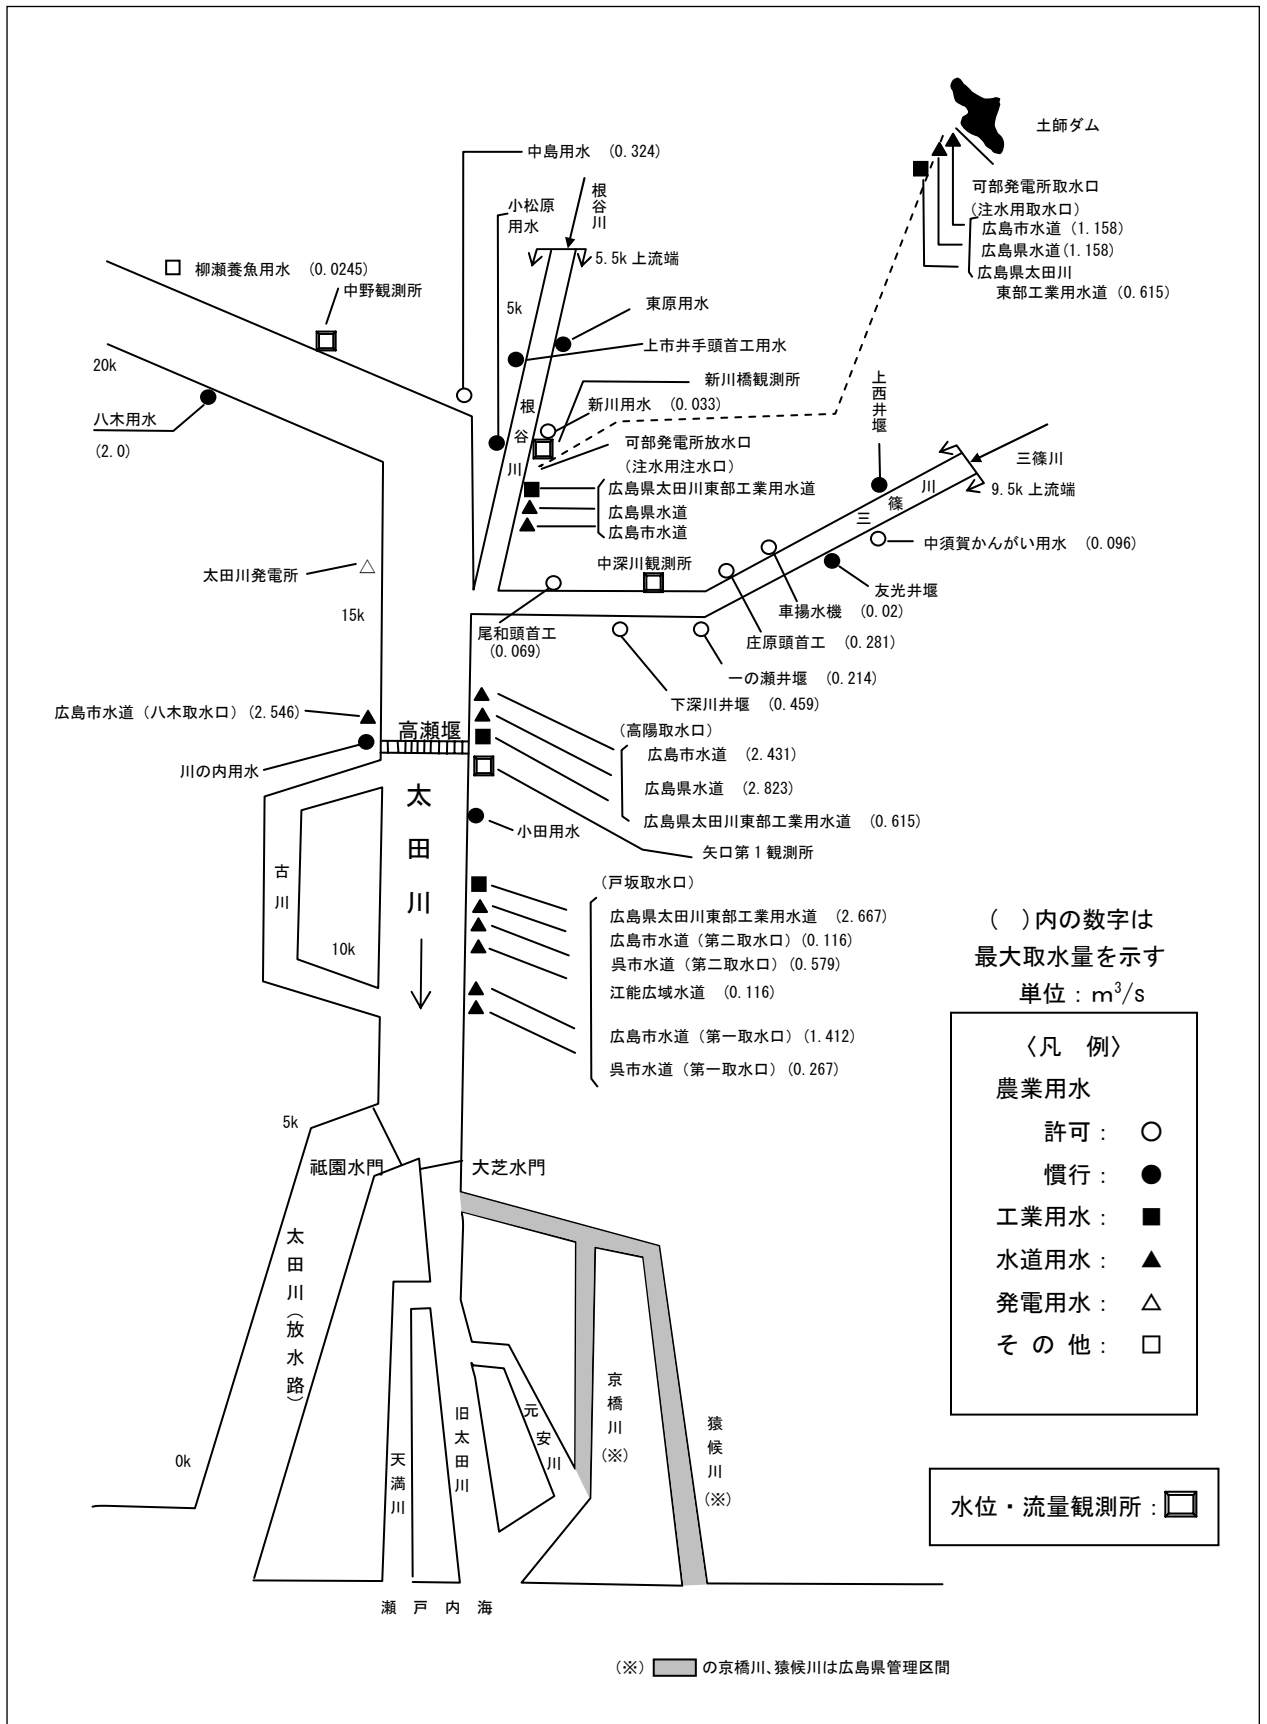 土師ダム
中島用水 (0.324)
根谷川
小松原
用水
可部発電所取水口
(注水用取水口)
広島市水道 (1.158)
広島県水道(1.158)
広島県太田川
東部工業用水道 (0.615)
5.5k 上流端
柳瀬養魚用水 (0.0245)
中野観測所
5k
東原用水
上市井手頭首工用水
20k
新川橋観測所
上西井堰
八木用水
(2.0)
新川用水 (0.033)
根谷川
可部発電所放水口
(注水用注水口)
三篠川
9.5k 上流端
広島県太田川東部工業用水道
広島県水道
広島市水道
三篠川
中須賀かんがい用水 (0.096)
中深川観測所
太田川発電所
友光井堰
15k
車揚水機 (0.02)
尾和頭首工
(0.069)
庄原頭首工 (0.281)
一の瀬井堰 (0.214)
下深川井堰 (0.459)
広島市水道(八木取水口)(2.546)
高瀬堰
(高陽取水口)
広島市水道 (2.431)
川の内用水
広島県水道 (2.823)
太田川
広島県太田川東部工業用水道 (0.615)
小田用水
矢口第1観測所
古川
(戸坂取水口)
広島県太田川東部工業用水道 (2.667)
広島市水道(第二取水口)(0.116)
10k
呉市水道(第二取水口)(0.579)
江能広域水道 (0.116)
広島市水道(第一取水口)(1.412)
呉市水道(第一取水口)(0.267)
( )内の数字は
最大取水量を示す
単位:m³/s
〈凡 例〉
農業用水
許可: ○
慣行: ●
工業用水: ■
水道用水: ▲
発電用水: △
その他: □
5k
祇園水門
大芝水門
太田川(放水路)
0k
天満川
旧太田川
元安川
京橋川(※)
猿候川(※)
水位・流量観測所:
瀬戸内海
(※) の京橋川、猿候川は広島県管理区間